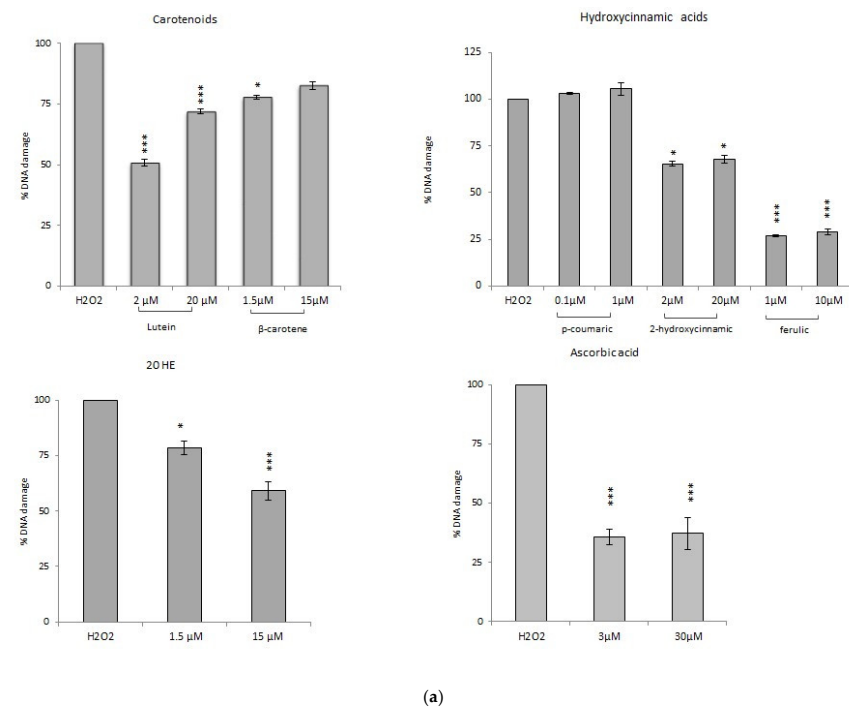 Carotenoids
100
75
50
25
0
% DNA damage
***
***
*
H2O2
2 µM
20 µM
1.5µM
15µM
Lutein
β-carotene
Hydroxycinnamic acids
125
100
75
50
25
0
% DNA damage
*
*
***
***
H2O2
0.1µM
1µM
2µM
20µM
1µM
10µM
p-coumaric
2-hydroxycinnamic
ferulic
20 HE
100
75
50
25
0
% DNA damage
*
***
H2O2
1.5 µM
15 µM
Ascorbic acid
100
75
50
25
0
% DNA damage
***
***
H2O2
3µM
30µM
(a)